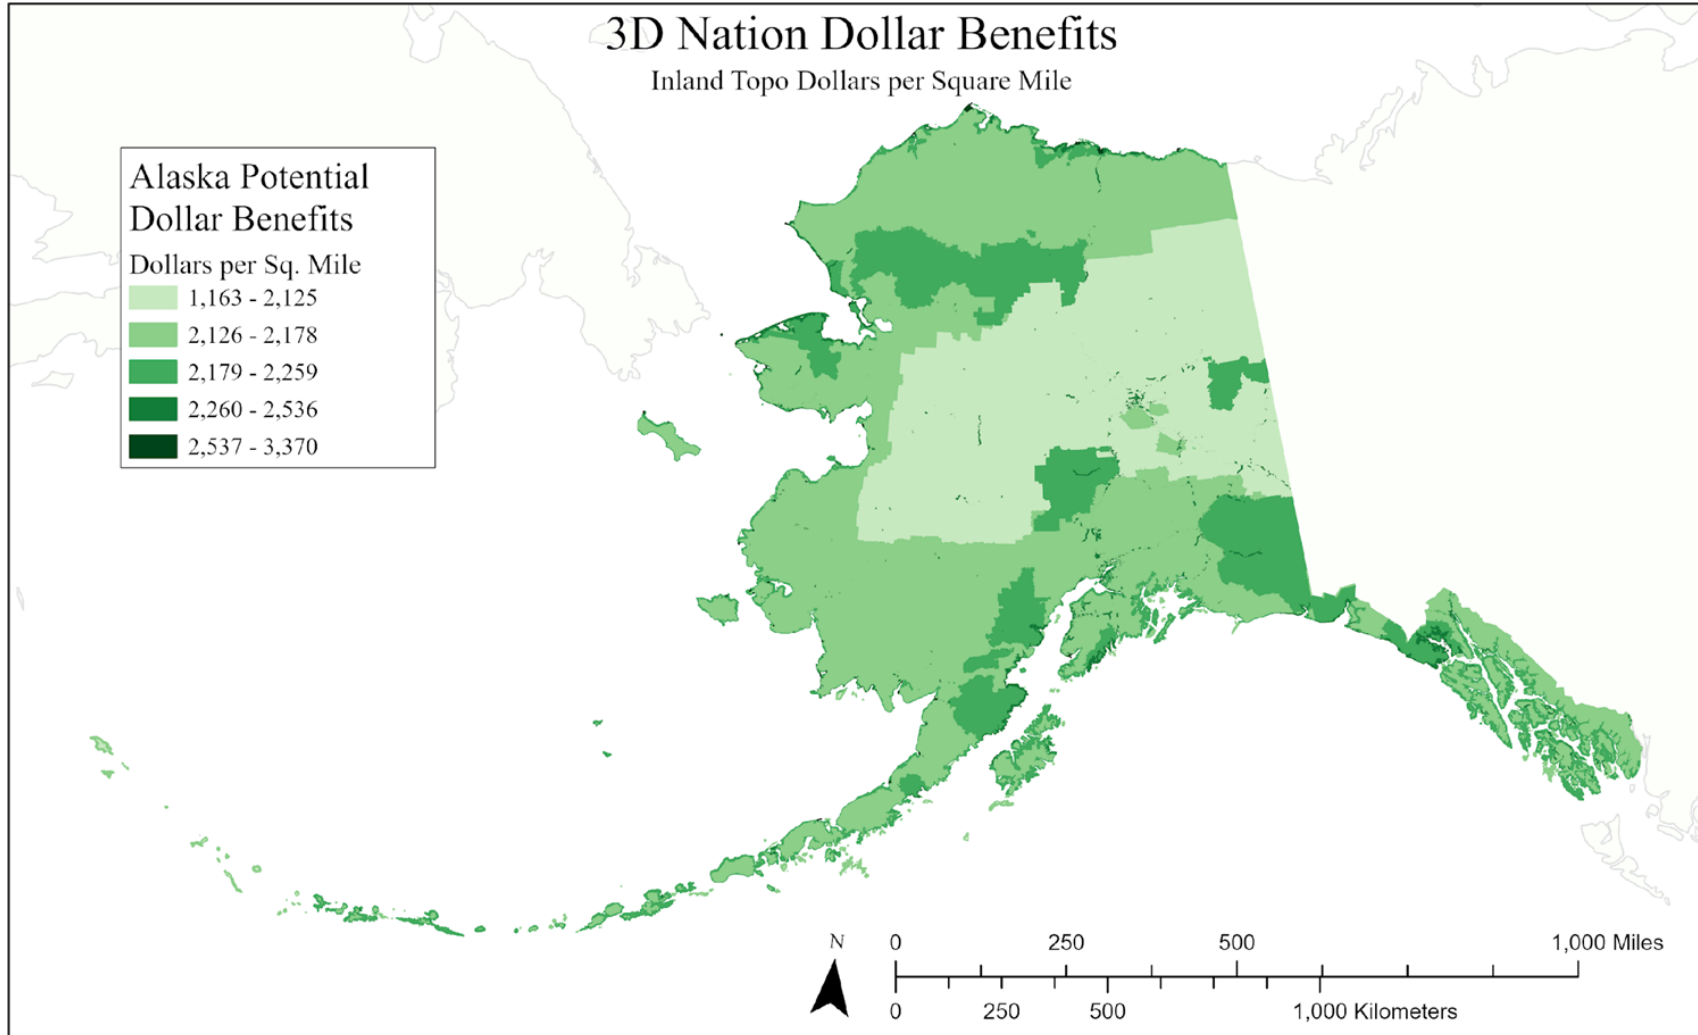 3D Nation Dollar Benefits
Inland Topo Dollars per Square Mile
Alaska Potential
Dollar Benefits
Dollars per Sq. Mile
1,163 - 2,125
2,126 - 2,178
2,179 - 2,259
2,260 - 2,536
2,537 - 3,370
N
0 250 500 1,000 Miles
0 250 500 1,000 Kilometers